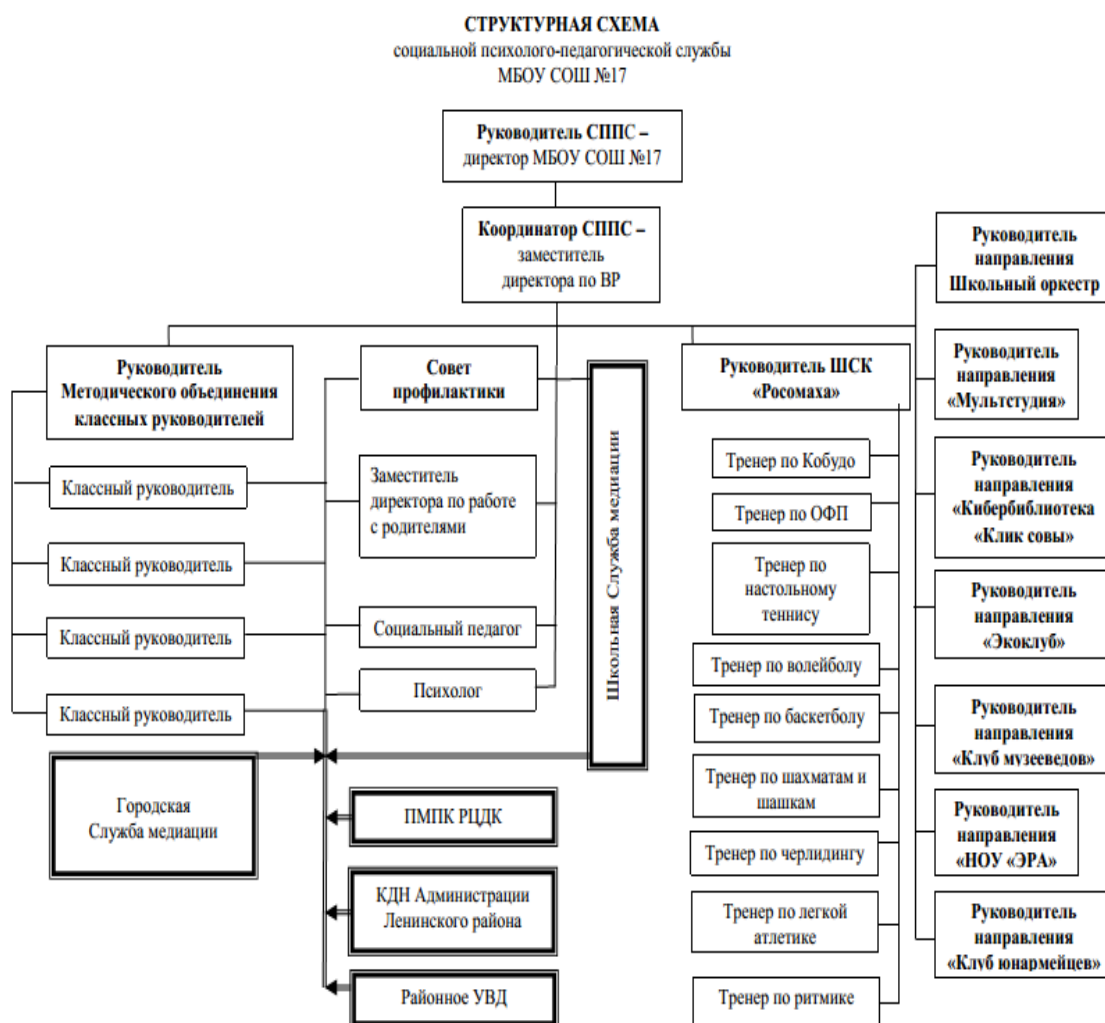 СТРУКТУРНАЯ СХЕМА
социальной психолого-педагогической службы
МБОУ СОШ №17
Руководитель СППС –
директор МБОУ СОШ №17
Координатор СППС –
заместитель
директора по ВР
Руководитель
Методического объединения
классных руководителей
Классный руководитель
Классный руководитель
Классный руководитель
Классный руководитель
Городская
Служба медиации
Совет
профилактики
Заместитель
директора по работе
с родителями
Социальный педагог
Психолог
ПМПК РЦДК
КДН Администрации
Ленинского района
Районное УВД
Школьная Служба медиации
Руководитель ШСК
«Росомаха»
Тренер по Кобудо
Тренер по ОФП
Тренер по
настольному
теннису
Тренер по волейболу
Тренер по баскетболу
Тренер по шахматам и
шашкам
Тренер по черлидингу
Тренер по легкой
атлетике
Тренер по ритмике
Руководитель
направления
Школьный оркестр
Руководитель
направления
«Мультстудия»
Руководитель
направления
«Кибербиблиотека
«Клик совы»
Руководитель
направления
«Экоклуб»
Руководитель
направления
«Клуб музееведов»
Руководитель
направления
«НОУ «ЭРА»
Руководитель
направления
«Клуб юнармейцев»